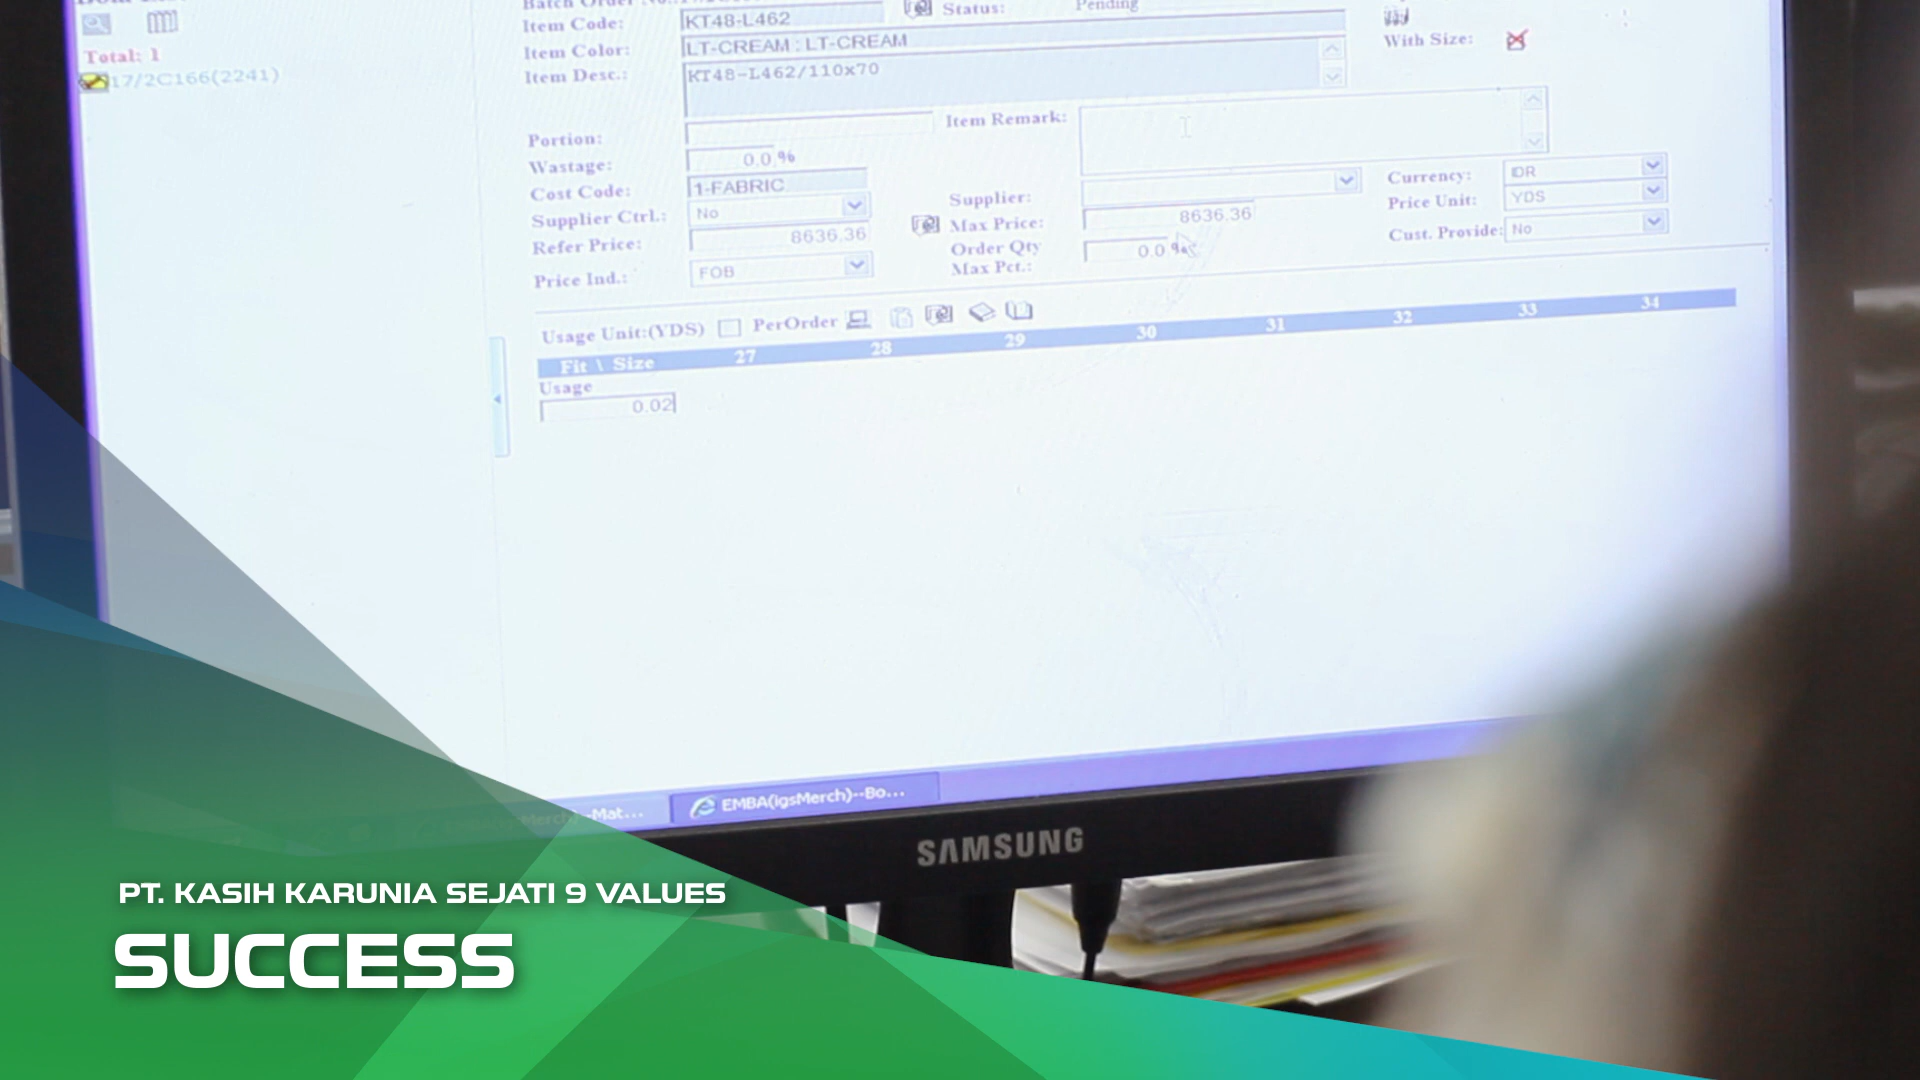 Item Code: KT48-L462 Status: Pending
Item Color: LT-CREAM : LT-CREAM With Size:
Item Desc.: KT48-L462/110x70
Total: 1
17/2C166(2241)
Portion: Item Remark:
Wastage: 0.0 %
Cost Code: 1-FABRIC Supplier: Currency: IDR
Supplier Ctrl.: No Max Price: 8636.36 Price Unit: YDS
Refer Price: 8636.36 Order Qty Max Pct.: 0.0 % Cust. Provide: No
Price Ind.: FOB
Usage Unit:(YDS) PerOrder
Fit \ Size 27 28 29 30 31 32 33 34
Usage
0.02
-Mat... EMBA(igsMerch)--Bo...
SAMSUNG
PT. KASIH KARUNIA SEJATI 9 VALUES
SUCCESS